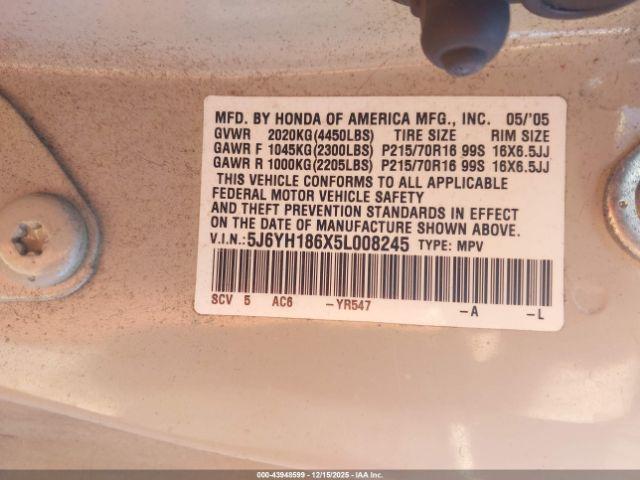 MFD. BY HONDA OF AMERICA MFG., INC. 05/'05
GVWR 2020KG(4450LBS) TIRE SIZE RIM SIZE
GAWR F 1045KG(2300LBS) P215/70R16 99S 16X6.5JJ
GAWR R 1000KG(2205LBS) P215/70R16 99S 16X6.5JJ
THIS VEHICLE CONFORMS TO ALL APPLICABLE
FEDERAL MOTOR VEHICLE SAFETY
AND THEFT PREVENTION STANDARDS IN EFFECT
ON THE DATE OF MANUFACTURE SHOWN ABOVE.
V.I.N.: 5J6YH186X5L008245 TYPE: MPV
SCV 5 AC6 -YR547 -A -L
00-43948599 - 12/15/2025 - IAA Inc.